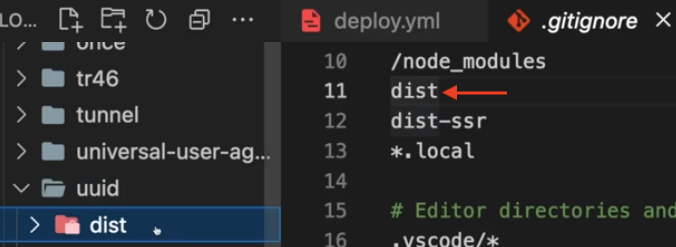 LO...
deploy.yml
.gitignore
once
tr46
tunnel
universal-user-ag...
uuid
dist
10 /node_modules
11 dist
12 dist-ssr
13 *.local
14
15 # Editor directories and
16 .vscode/*